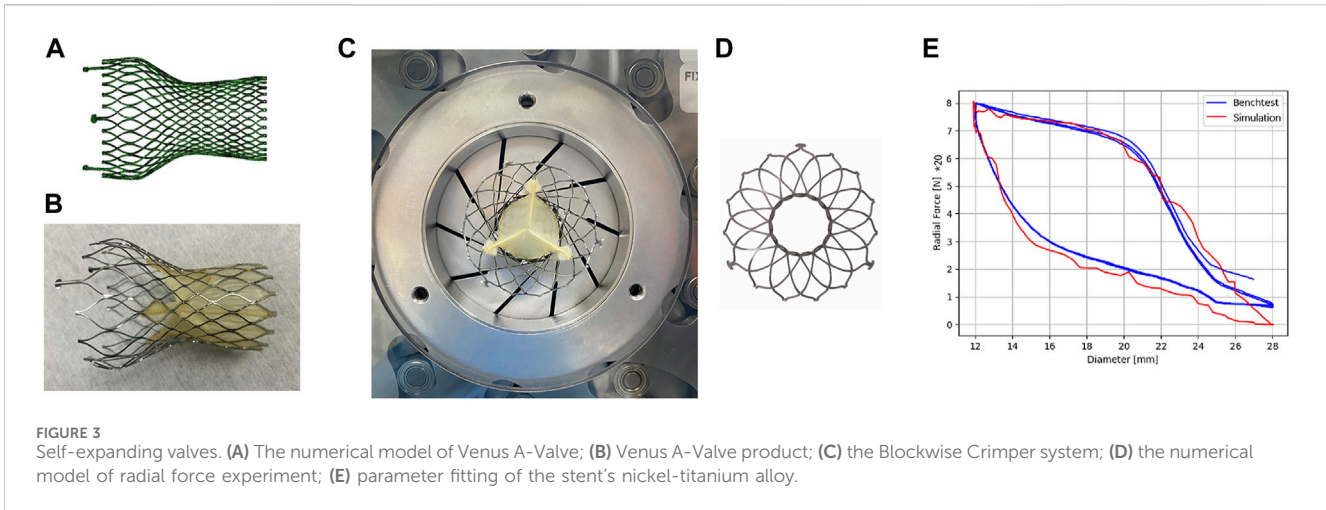 A
B
C
FIX
D
E
8
7
6
5
4
3
2
1
0
Radial Force [N] *20
Benchtest
Simulation
12 14 16 18 20 22 24 26 28
Diameter [mm]
FIGURE 3
Self-expanding valves. (A) The numerical model of Venus A-Valve; (B) Venus A-Valve product; (C) the Blockwise Crimper system; (D) the numerical
model of radial force experiment; (E) parameter fitting of the stent's nickel-titanium alloy.